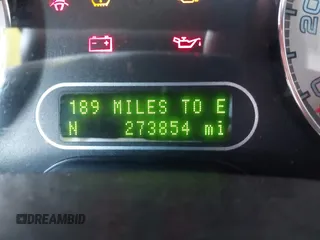 189 MILES TO E
N 273854 mi
DREAMBID